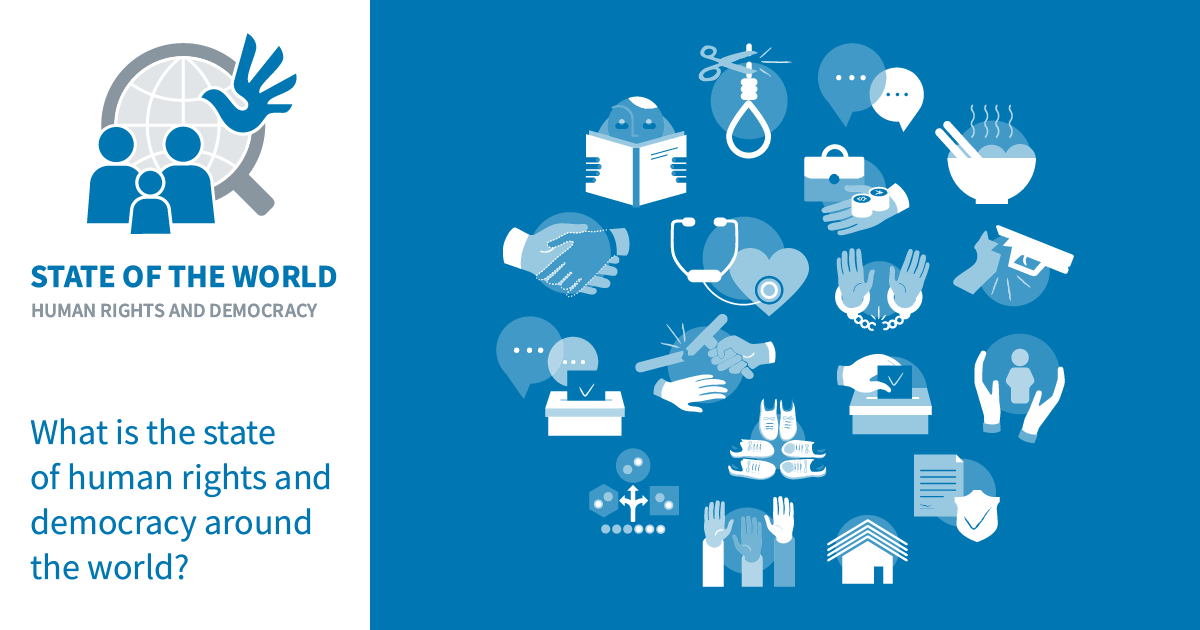 STATE OF THE WORLD
HUMAN RIGHTS AND DEMOCRACY
What is the state
of human rights and
democracy around
the world?